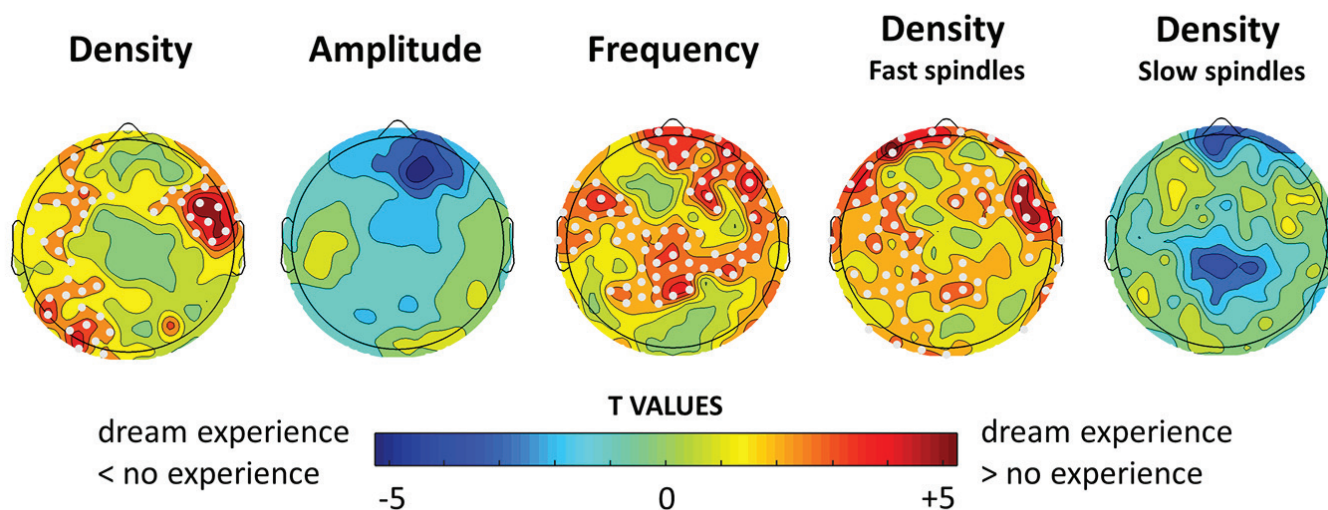 Density
Amplitude
Frequency
Density
Fast spindles
Density
Slow spindles
T VALUES
dream experience
< no experience
-5
0
+5
dream experience
> no experience